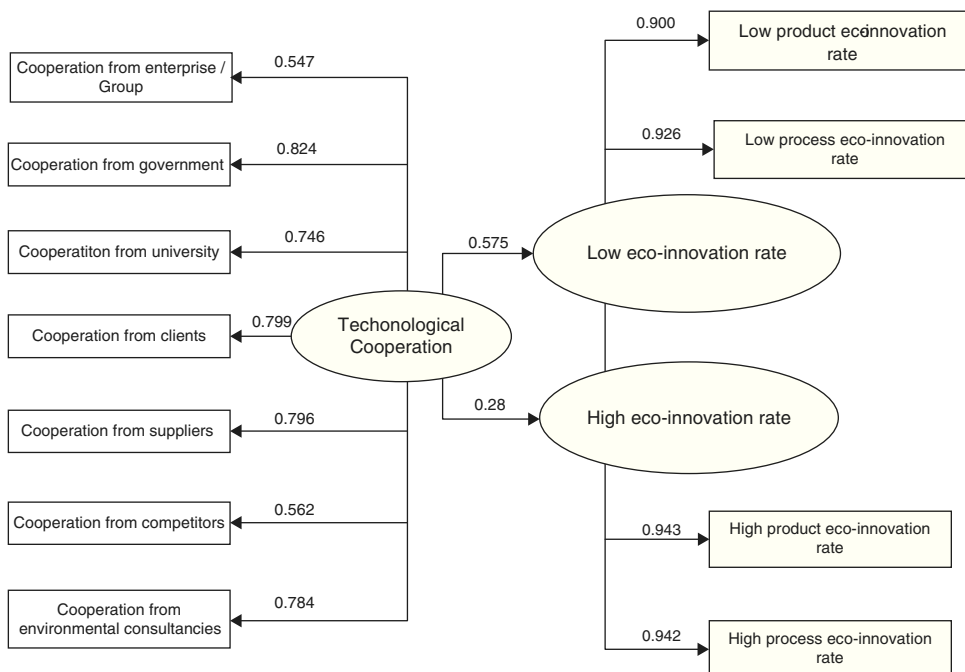 0.547
Cooperation from enterprise /
Group
0.824
Cooperation from government
0.746
Cooperatiton from university
0.799
Cooperation from clients
0.796
Cooperation from suppliers
0.562
Cooperation from competitors
0.784
Cooperation from
environmental consultancies
Techonological
Cooperation
0.575
Low eco-innovation rate
0.28
High eco-innovation rate
0.900
Low product ecoinnovation
rate
0.926
Low process eco-innovation
rate
0.943
High product eco-innovation
rate
0.942
High process eco-innovation
rate